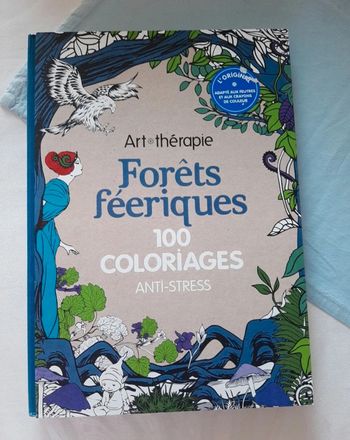 L'ORIGINAL
ADAPTÉ AUX FEUTRES
ET AUX CRAYONS
DE COULEUR
Art-thérapie
Forêts
féeriques
100
COLORIAGES
ANTI-STRESS